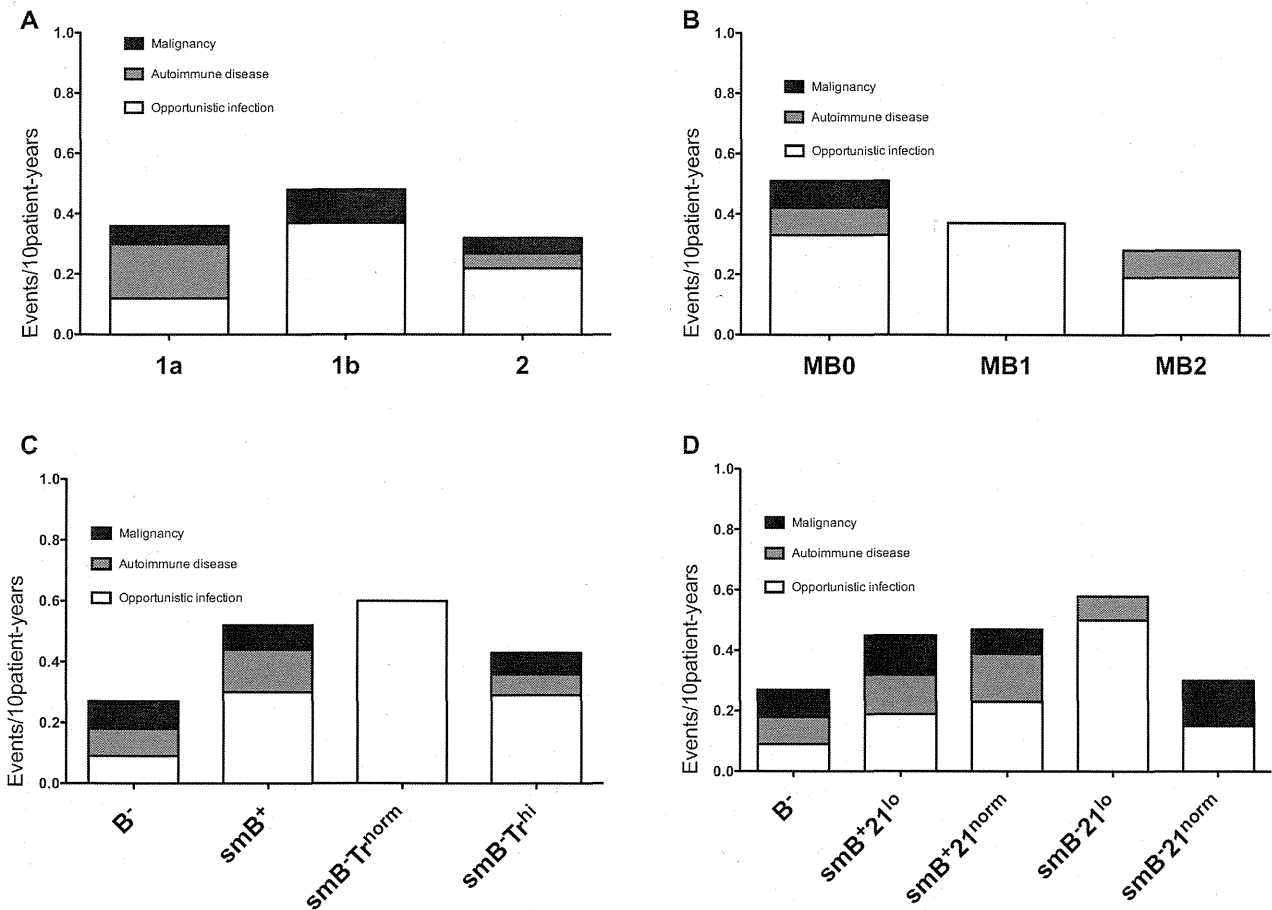 A
1.0
0.8
0.6
0.4
0.2
0.0
Events/10patient-years
Malignancy
Autoimmune disease
Opportunistic infection
1a 1b 2
B
1.0
0.8
0.6
0.4
0.2
0.0
Events/10patient-years
Malignancy
Autoimmune disease
Opportunistic infection
MB0 MB1 MB2
C
1.0
0.8
0.6
0.4
0.2
0.0
Events/10patient-years
Malignancy
Autoimmune disease
Opportunistic infection
B⁻
smB⁺
smB⁻Trⁿᵒʳᵐ
smB⁻Trʰⁱ
D
1.0
0.8
0.6
0.4
0.2
0.0
Events/10patient-years
Malignancy
Autoimmune disease
Opportunistic infection
B⁻
smB⁺21ˡᵒ
smB⁺21ⁿᵒʳᵐ
smB⁻21ˡᵒ
smB⁻21ⁿᵒʳᵐ